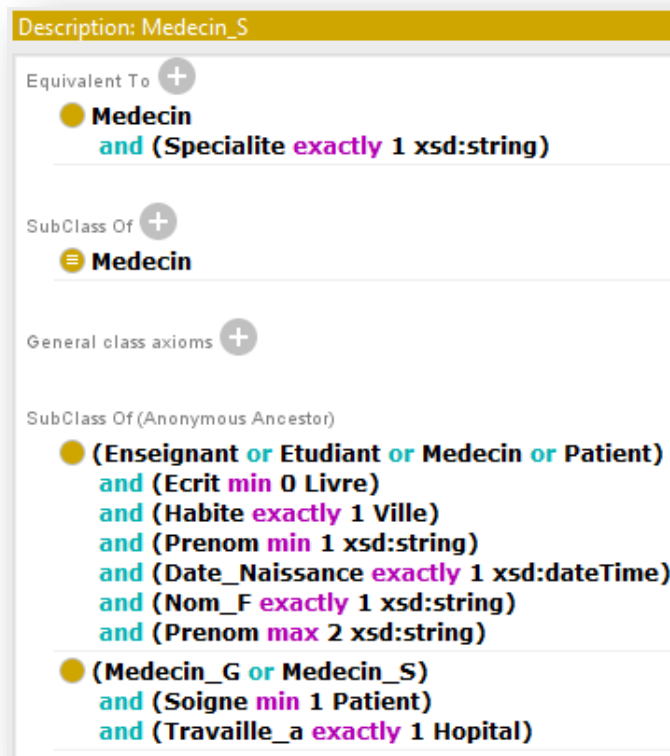 Description: Medecin_S
Equivalent To
Medecin
and (Specialite exactly 1 xsd:string)
SubClass Of
Medecin
General class axioms
SubClass Of (Anonymous Ancestor)
(Enseignant or Etudiant or Medecin or Patient)
and (Ecrit min 0 Livre)
and (Habite exactly 1 Ville)
and (Prenom min 1 xsd:string)
and (Date_Naissance exactly 1 xsd:dateTime)
and (Nom_F exactly 1 xsd:string)
and (Prenom max 2 xsd:string)
(Medecin_G or Medecin_S)
and (Soigne min 1 Patient)
and (Travaille_a exactly 1 Hopital)